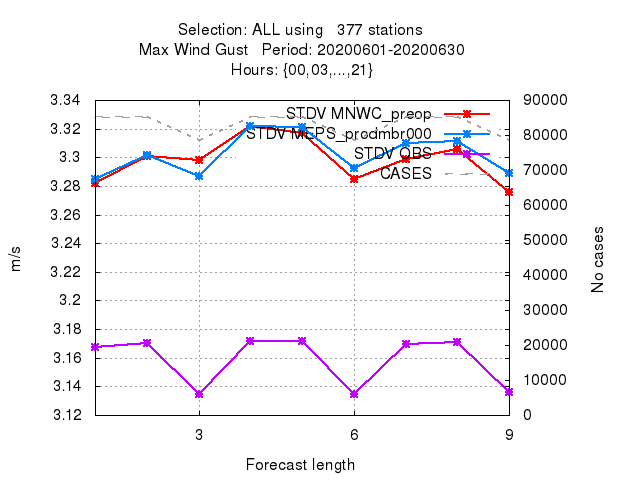 Selection: ALL using 377 stations
Max Wind Gust Period: 20200601-20200630
Hours: {00,03,...,21}
3.34
3.32
3.3
3.28
3.26
3.24
3.22
3.2
3.18
3.16
3.14
3.12
m/s
STDV MNWC_preop
STDV MEPS_prodmbr000
STDV OBS
CASES
90000
80000
70000
60000
50000
40000
30000
20000
10000
0
No cases
3 6 9
Forecast length